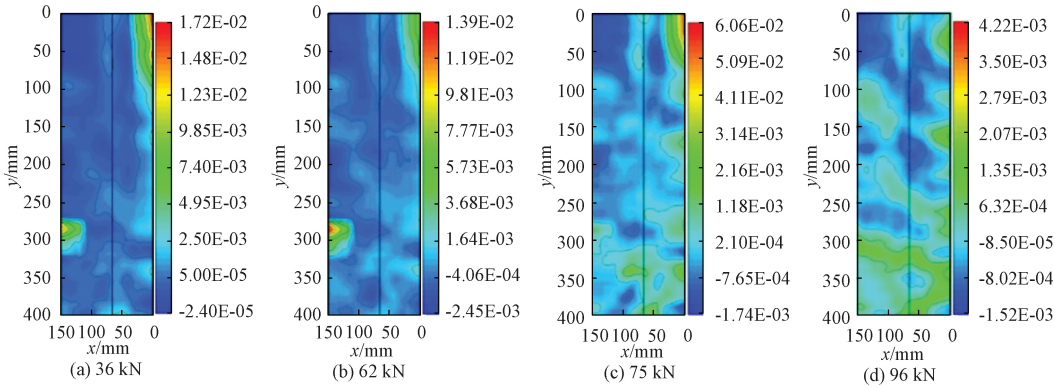 0
50
100
150
200
250
300
350
400
y/mm
150 100 50 0
x/mm
1.72E-02
1.48E-02
1.23E-02
9.85E-03
7.40E-03
4.95E-03
2.50E-03
5.00E-05
-2.40E-05
(a) 36 kN
0
50
100
150
200
250
300
350
400
y/mm
150 100 50 0
x/mm
1.39E-02
1.19E-02
9.81E-03
7.77E-03
5.73E-03
3.68E-03
1.64E-03
-4.06E-04
-2.45E-03
(b) 62 kN
0
50
100
150
200
250
300
350
400
y/mm
150 100 50 0
x/mm
6.06E-02
5.09E-02
4.11E-02
3.14E-03
2.16E-03
1.18E-03
2.10E-04
-7.65E-04
-1.74E-03
(c) 75 kN
0
50
100
150
200
250
300
350
400
y/mm
150 100 50 0
x/mm
4.22E-03
3.50E-03
2.79E-03
2.07E-03
1.35E-03
6.32E-04
-8.50E-05
-8.02E-04
-1.52E-03
(d) 96 kN